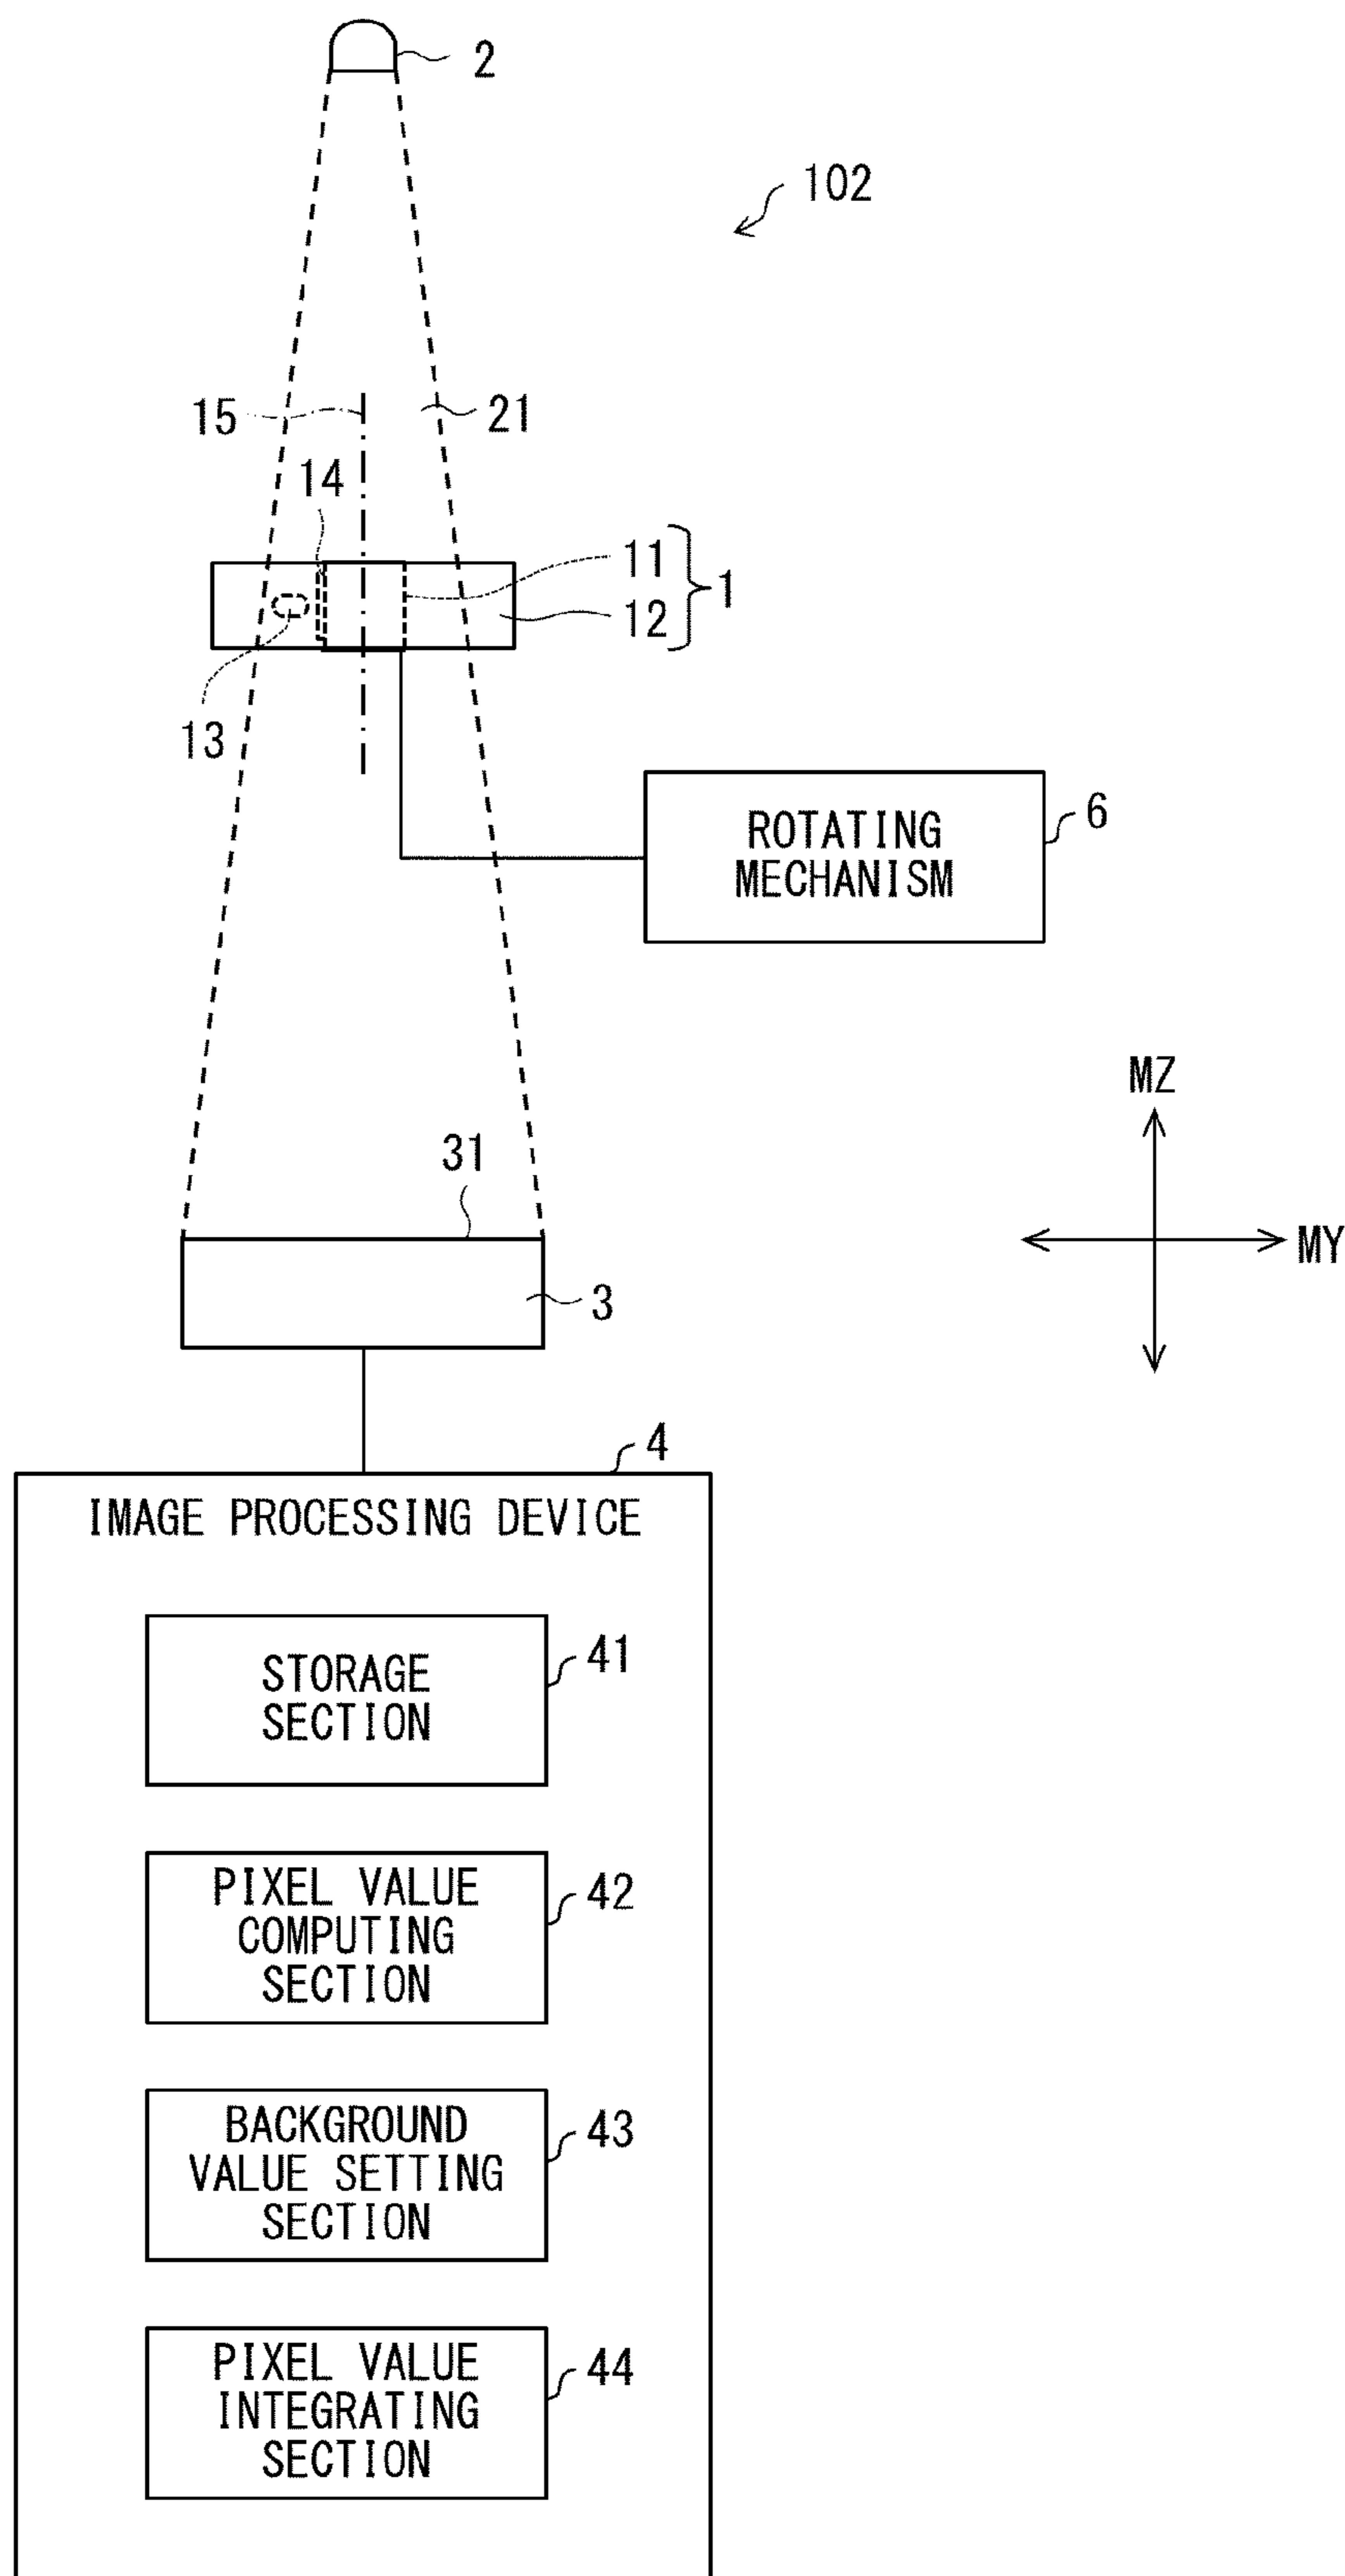 2
102
15
21
14
11
12
1
13
ROTATING
MECHANISM
6
MZ
MY
31
3
4
IMAGE PROCESSING DEVICE
STORAGE
SECTION
41
PIXEL VALUE
COMPUTING
SECTION
42
BACKGROUND
VALUE SETTING
SECTION
43
PIXEL VALUE
INTEGRATING
SECTION
44